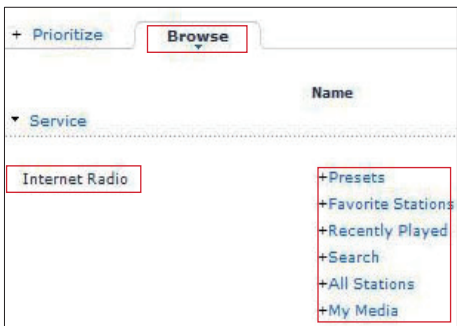 + Prioritize Browse
Name
Service
Internet Radio +Presets
+Favorite Stations
+Recently Played
+Search
+All Stations
+My Media